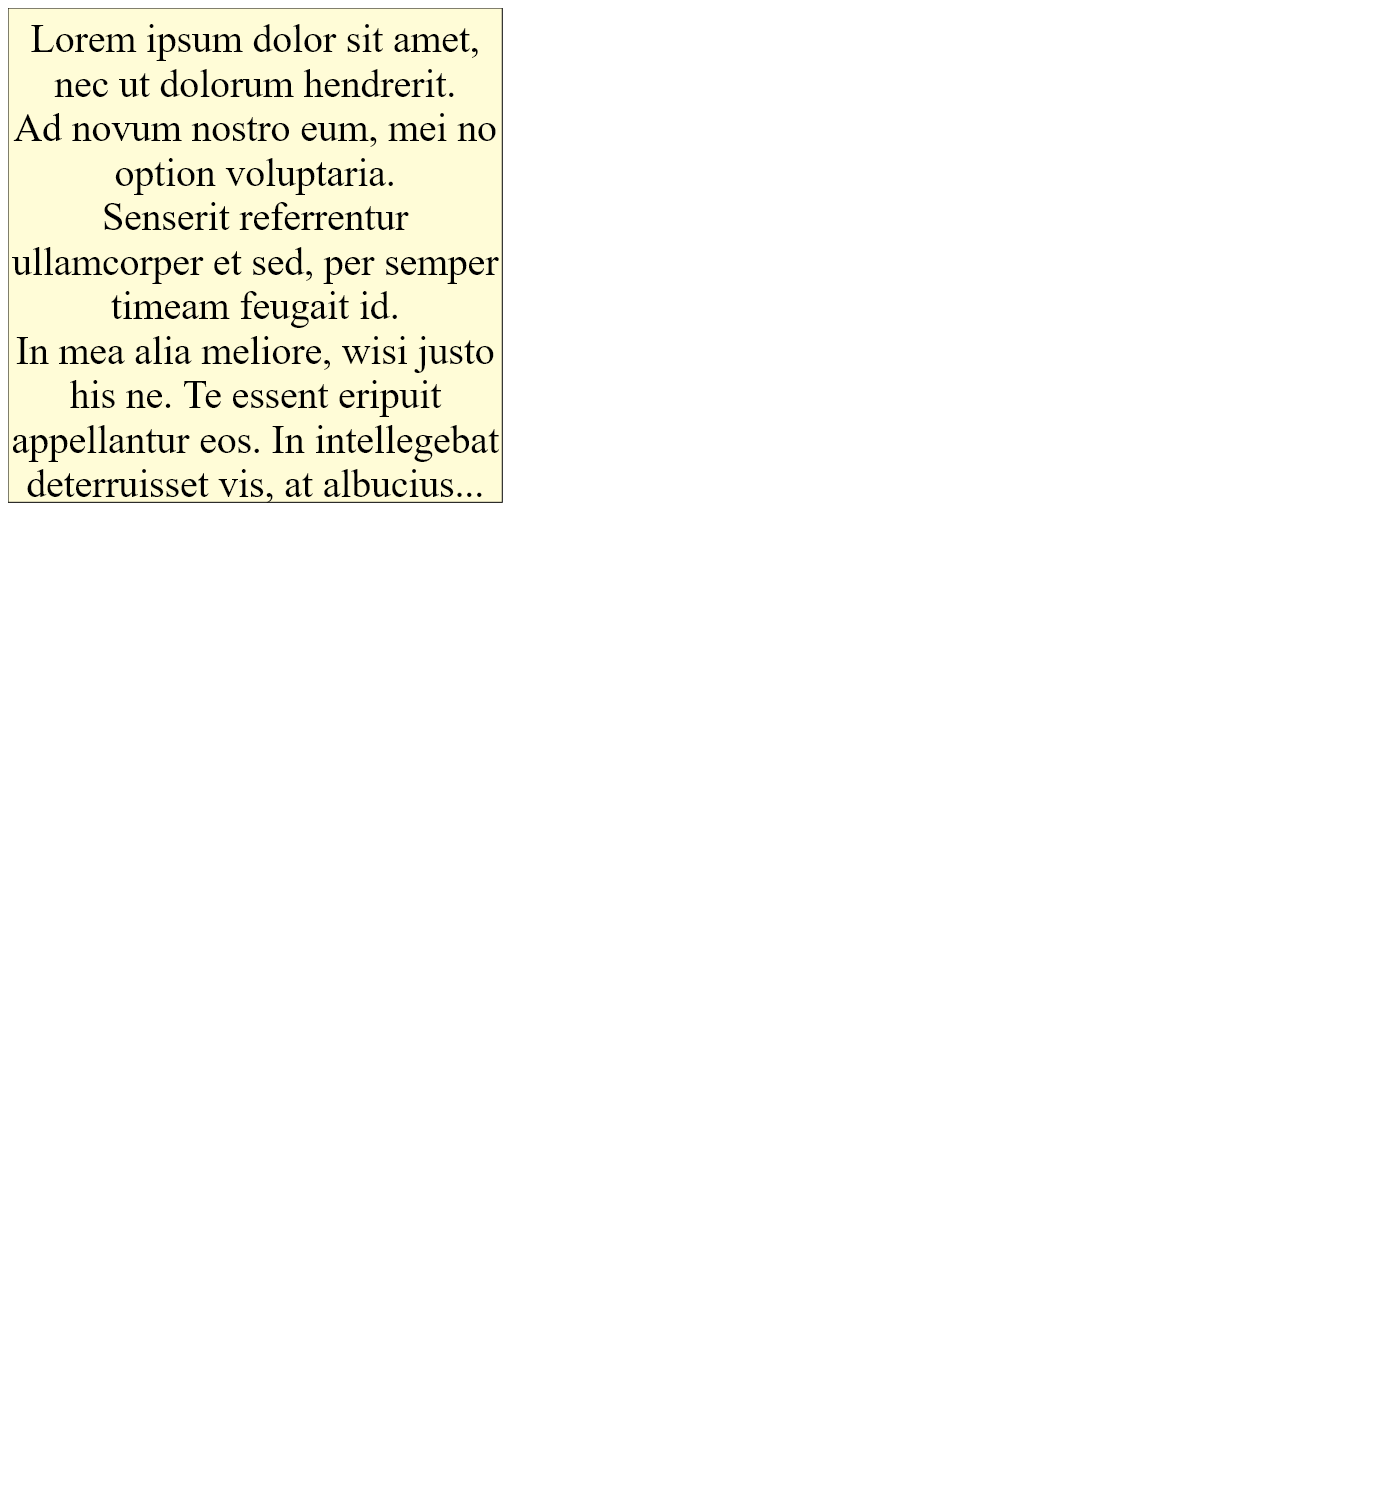 Lorem ipsum dolor sit amet,
nec ut dolorum hendrerit.
Ad novum nostro eum, mei no
option voluptaria.
Senserit referrentur
ullamcorper et sed, per semper
timeam feugait id.
In mea alia meliore, wisi justo
his ne. Te essent eripuit
appellantur eos. In intellegebat
deterruisset vis, at albucius...